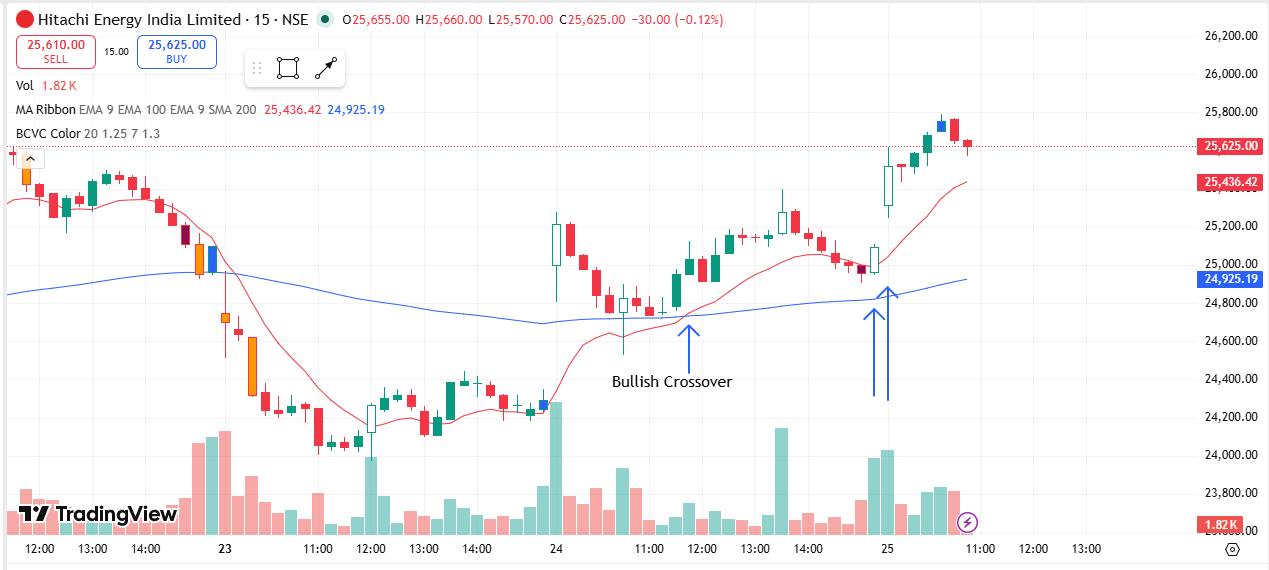 Hitachi Energy India Limited · 15 · NSE O25,655.00 H25,660.00 L25,570.00 C25,625.00 −30.00 (−0.12%)
25,610.00 SELL 15.00 25,625.00 BUY
Vol 1.82 K
MA Ribbon EMA 9 EMA 100 EMA 9 SMA 200 25,436.42 24,925.19
BCVC Color 20 1.25 7 1.3
26,200.00
26,000.00
25,800.00
25,625.00
25,436.42
25,200.00
25,000.00
24,925.19
24,800.00
24,600.00
24,400.00
24,200.00
24,000.00
23,800.00
1.82 K
Bullish Crossover
TradingView
12:00 13:00 14:00 23 11:00 12:00 13:00 14:00 24 11:00 12:00 13:00 14:00 25 11:00 12:00 13:00